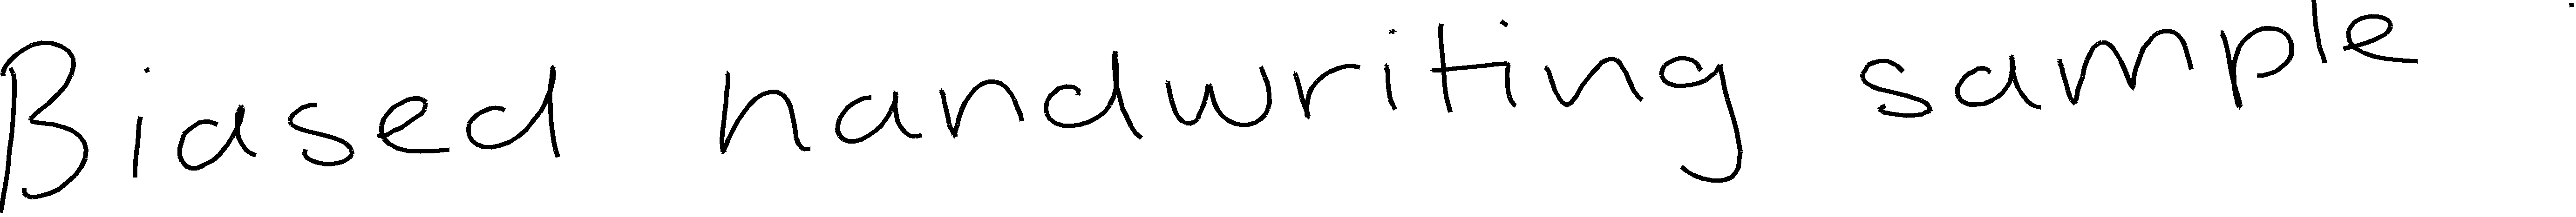 Biased handwriting sample